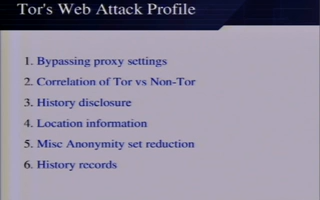 Tor's Web Attack Profile
1. Bypassing proxy settings
2. Correlation of Tor vs Non-Tor
3. History disclosure
4. Location information
5. Misc Anonymity set reduction
6. History records